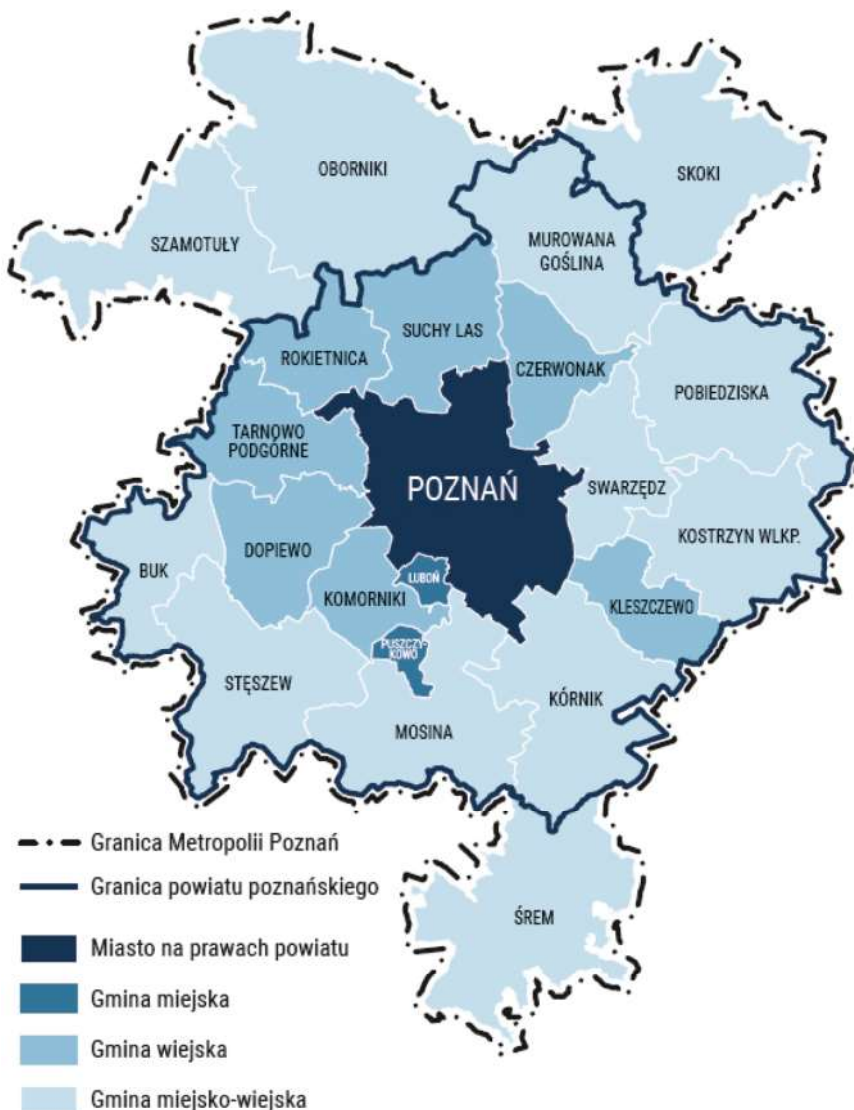 OBORNIKI
SKOKI
SZAMOTUŁY
MUROWANA
GOŚLINA
SUCHY LAS
ROKIETNICA
CZERWONAK
POBIEDZISKA
TARNOWO
PODGÓRNE
POZNAŃ
SWARZĘDZ
KOSTRZYN WLKP.
DOPIEWO
BUK
LUBOŃ
KOMORNIKI
KLESZCZEWO
PUSZCZY-
KOWO
STĘSZEW
KÓRNIK
MOSINA
ŚREM
Granica Metropolii Poznań
Granica powiatu poznańskiego
Miasto na prawach powiatu
Gmina miejska
Gmina wiejska
Gmina miejsko-wiejska